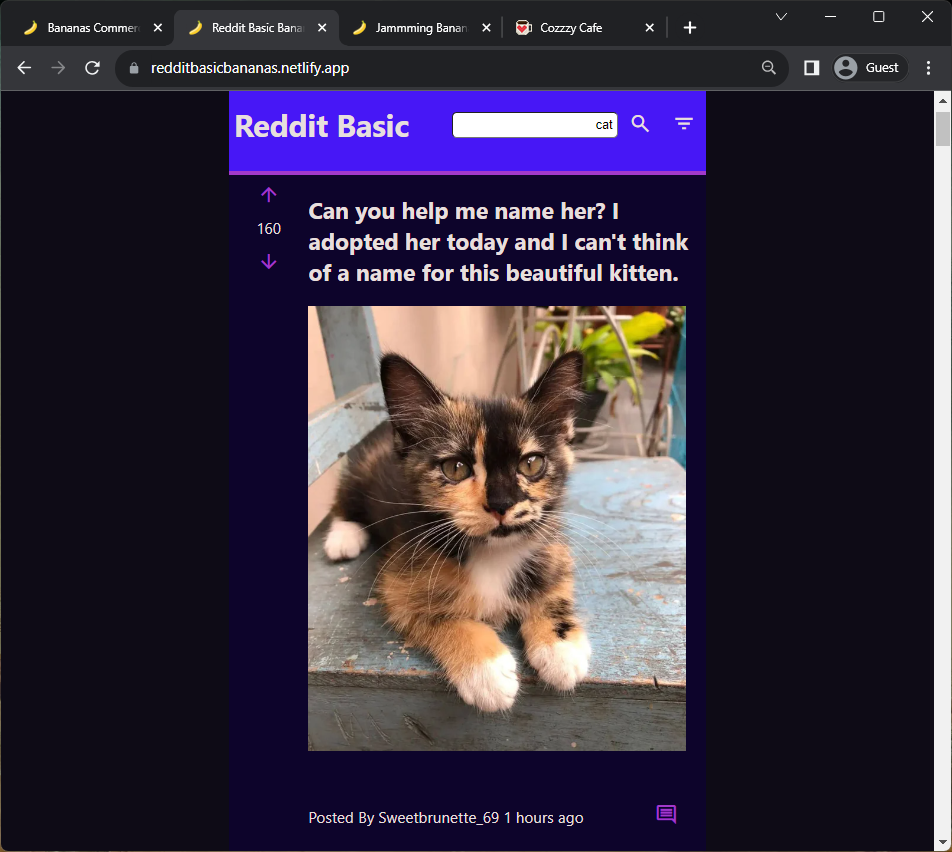 Bananas Commer
Reddit Basic Bana
Jammming Banan
Cozzzy Cafe
redditbasicbananas.netlify.app
Guest
Reddit Basic
cat
160
Can you help me name her? I
adopted her today and I can't think
of a name for this beautiful kitten.
Posted By Sweetbrunette_69 1 hours ago